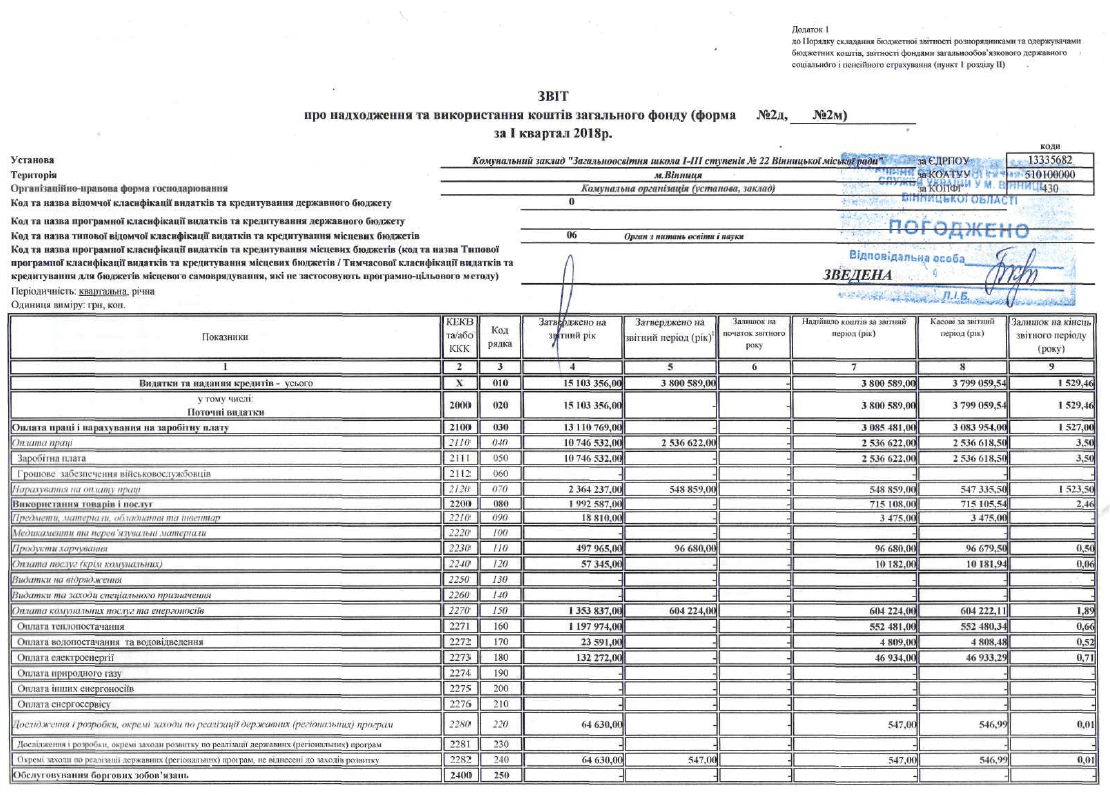 Додаток 1
до Порядку складання бюджетної звітності розпорядниками та одержувачами
бюджетних коштів, звітності фондами загальнообов'язкового державного
соціального і пенсійного страхування (пункт 1 розділу II)
ЗВІТ
про надходження та використання коштів загального фонду (форма №2д, №2м)
за І квартал 2018р.
коди
Установа Комунальний заклад "Загальноосвітня школа І-ІІІ ступенів № 22 Вінницької міської ради" за ЄДРПОУ 13335682
Територія м.Вінниця за КОАТУУ 510100000
Організаційно-правова форма господарювання Комунальна організація (установа, заклад) за КОПФГ 430
Код та назва відомчої класифікації видатків та кредитування державного бюджету 0
ВІННИЦЬКОЇ ОБЛАСТІ
Код та назва програмної класифікації видатків та кредитування державного бюджету
ПОГОДЖЕНО
Код та назва типової відомчої класифікації видатків та кредитування місцевих бюджетів 06 Орган з питань освіти і науки
Код та назва програмної класифікації видатків та кредитування місцевих бюджетів (код та назва Типової
програмної класифікації видатків та кредитування місцевих бюджетів / Тимчасової класифікації видатків та
кредитування для бюджетів місцевого самоврядування, які не застосовують програмно-цільового методу)
Відповідальна особа
ЗВЕДЕНА
П.І.Б.
Періодичність: квартальна, річна
Одиниця виміру: грн, коп.
Показники КЕКВ та/або ККК Код рядка Затверджено на звітний рік Затверджено на звітний період (рік)1 Залишок на початок звітного року Надійшло коштів за звітний період (рік) Касові за звітний період (рік) Залишок на кінець звітного періоду (року)
1 2 3 4 5 6 7 8 9
Видатки та надання кредитів - усього X 010 15 103 356,00 3 800 589,00 - 3 800 589,00 3 799 059,54 1 529,46
у тому числі:
Поточні видатки 2000 020 15 103 356,00 - - 3 800 589,00 3 799 059,54 1 529,46
Оплата праці і нарахування на заробітну плату 2100 030 13 110 769,00 - - 3 085 481,00 3 083 954,00 1 527,00
Оплата праці 2110 040 10 746 532,00 2 536 622,00 - 2 536 622,00 2 536 618,50 3,50
Заробітна плата 2111 050 10 746 532,00 - - 2 536 622,00 2 536 618,50 3,50
Грошове забезпечення військовослужбовців 2112 060 - - - - - -
Нарахування на оплату праці 2120 070 2 364 237,00 548 859,00 - 548 859,00 547 335,50 1 523,50
Використання товарів і послуг 2200 080 1 992 587,00 - - 715 108,00 715 105,54 2,46
Предмети, матеріали, обладнання та інвентар 2210 090 18 810,00 - - 3 475,00 3 475,00 -
Медикаменти та перев'язувальні матеріали 2220 100 - - - - - -
Продукти харчування 2230 110 497 965,00 96 680,00 - 96 680,00 96 679,50 0,50
Оплата послуг (крім комунальних) 2240 120 57 345,00 - - 10 182,00 10 181,94 0,06
Видатки на відрядження 2250 130 - - - - - -
Видатки та заходи спеціального призначення 2260 140 - - - - - -
Оплата комунальних послуг та енергоносіїв 2270 150 1 353 837,00 604 224,00 - 604 224,00 604 222,11 1,89
Оплата теплопостачання 2271 160 1 197 974,00 - - 552 481,00 552 480,34 0,66
Оплата водопостачання та водовідведення 2272 170 23 591,00 - - 4 809,00 4 808,48 0,52
Оплата електроенергії 2273 180 132 272,00 - - 46 934,00 46 933,29 0,71
Оплата природного газу 2274 190 - - - - - -
Оплата інших енергоносіїв 2275 200 - - - - - -
Оплата енергосервісу 2276 210 - - - - - -
Дослідження і розробки, окремі заходи по реалізації державних (регіональних) програм 2280 220 64 630,00 - - 547,00 546,99 0,01
Дослідження і розробки, окремі заходи розвитку по реалізації державних (регіональних) програм 2281 230 - - - - - -
Окремі заходи по реалізації державних (регіональних) програм, не віднесені до заходів розвитку 2282 240 64 630,00 547,00 - 547,00 546,99 0,01
Обслуговування боргових зобов'язань 2400 250 - - - - - -